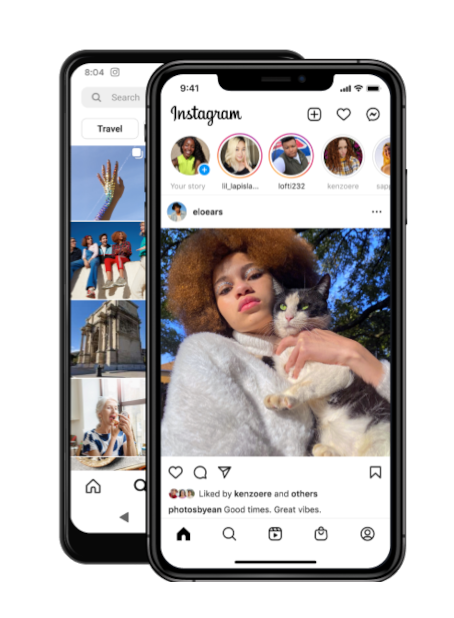 8:04
Search
Travel
9:41
Instagram
Your story
lil_lapisla...
lofti232
kenzoere
sapp
eloears
Liked by kenzoere and others
photosbyean Good times. Great vibes.